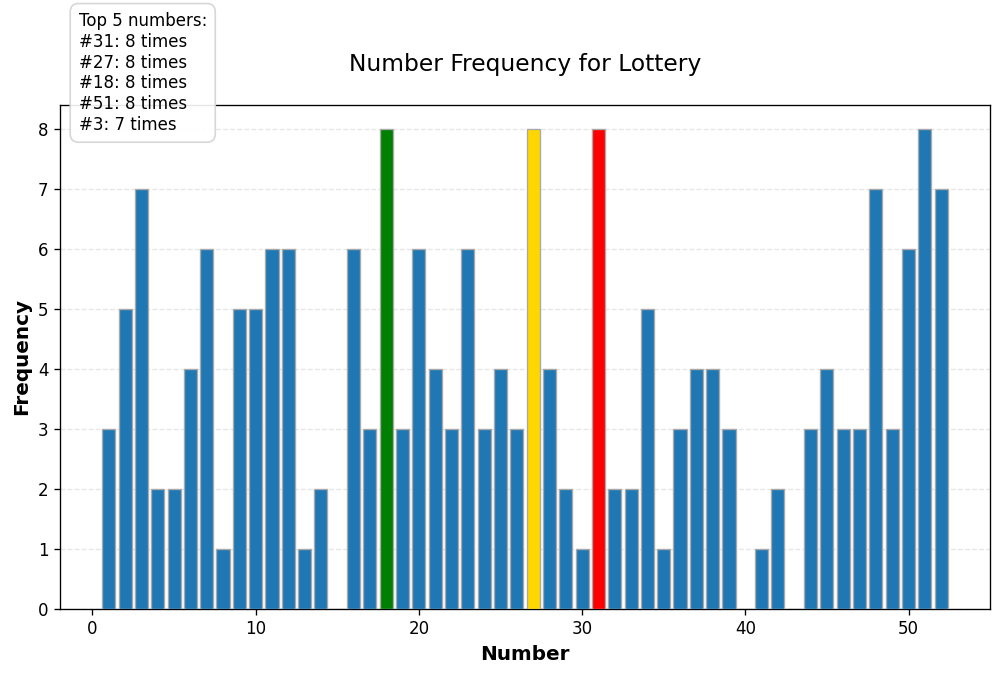 Top 5 numbers:
#31: 8 times
#27: 8 times
#18: 8 times
#51: 8 times
#3: 7 times
Number Frequency for Lottery
Frequency
8
7
6
5
4
3
2
1
0
0 10 20 30 40 50
Number